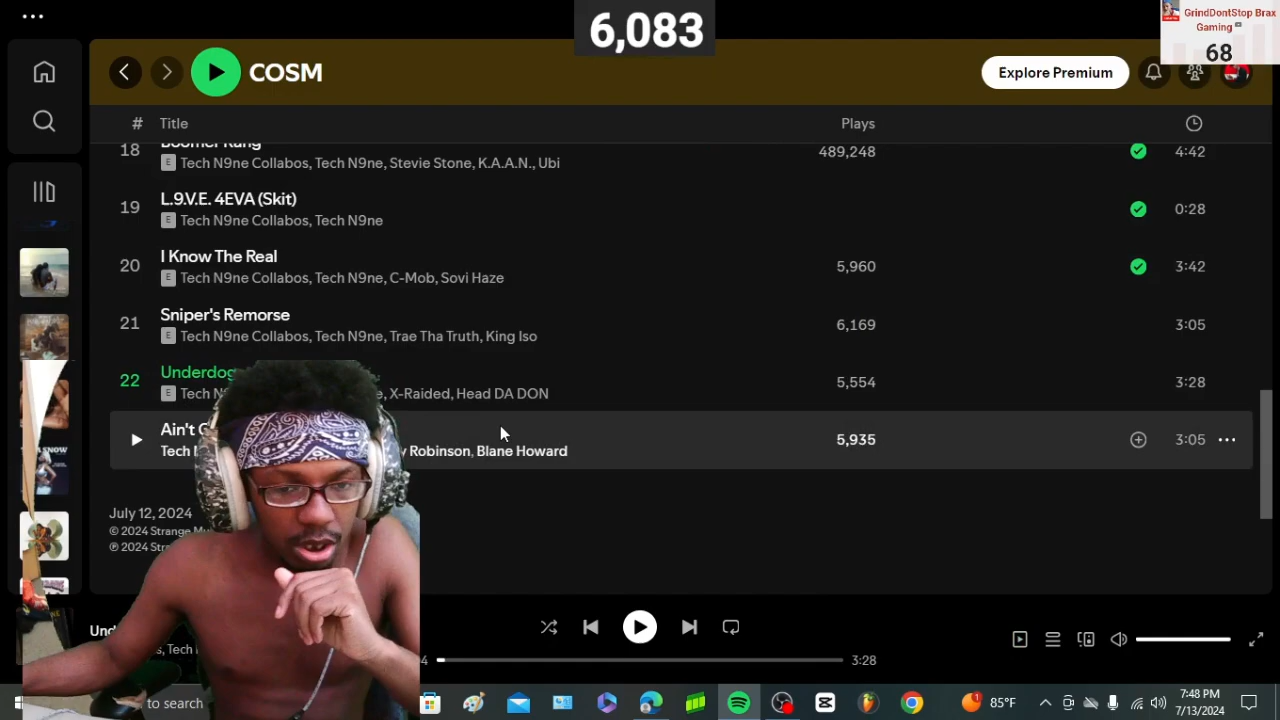 6,083
GrindDontStop Brax
Gaming
68
COSM
Explore Premium
# Title Plays
18 Boomer Rang 489,248 4:42
E Tech N9ne Collabos, Tech N9ne, Stevie Stone, K.A.A.N., Ubi
19 L.9.V.E. 4EVA (Skit) 0:28
E Tech N9ne Collabos, Tech N9ne
20 I Know The Real 5,960 3:42
E Tech N9ne Collabos, Tech N9ne, C-Mob, Sovi Haze
21 Sniper's Remorse 6,169 3:05
E Tech N9ne Collabos, Tech N9ne, Trae Tha Truth, King Iso
22 Underdog 5,554 3:28
E Tech X-Raided, Head DA DON
Ain't 5,935 3:05
Tech Robinson, Blane Howard
July 12, 2024
© 2024 Strange
℗ 2024 Strange
3:28
to search
85°F
7:48 PM
7/13/2024